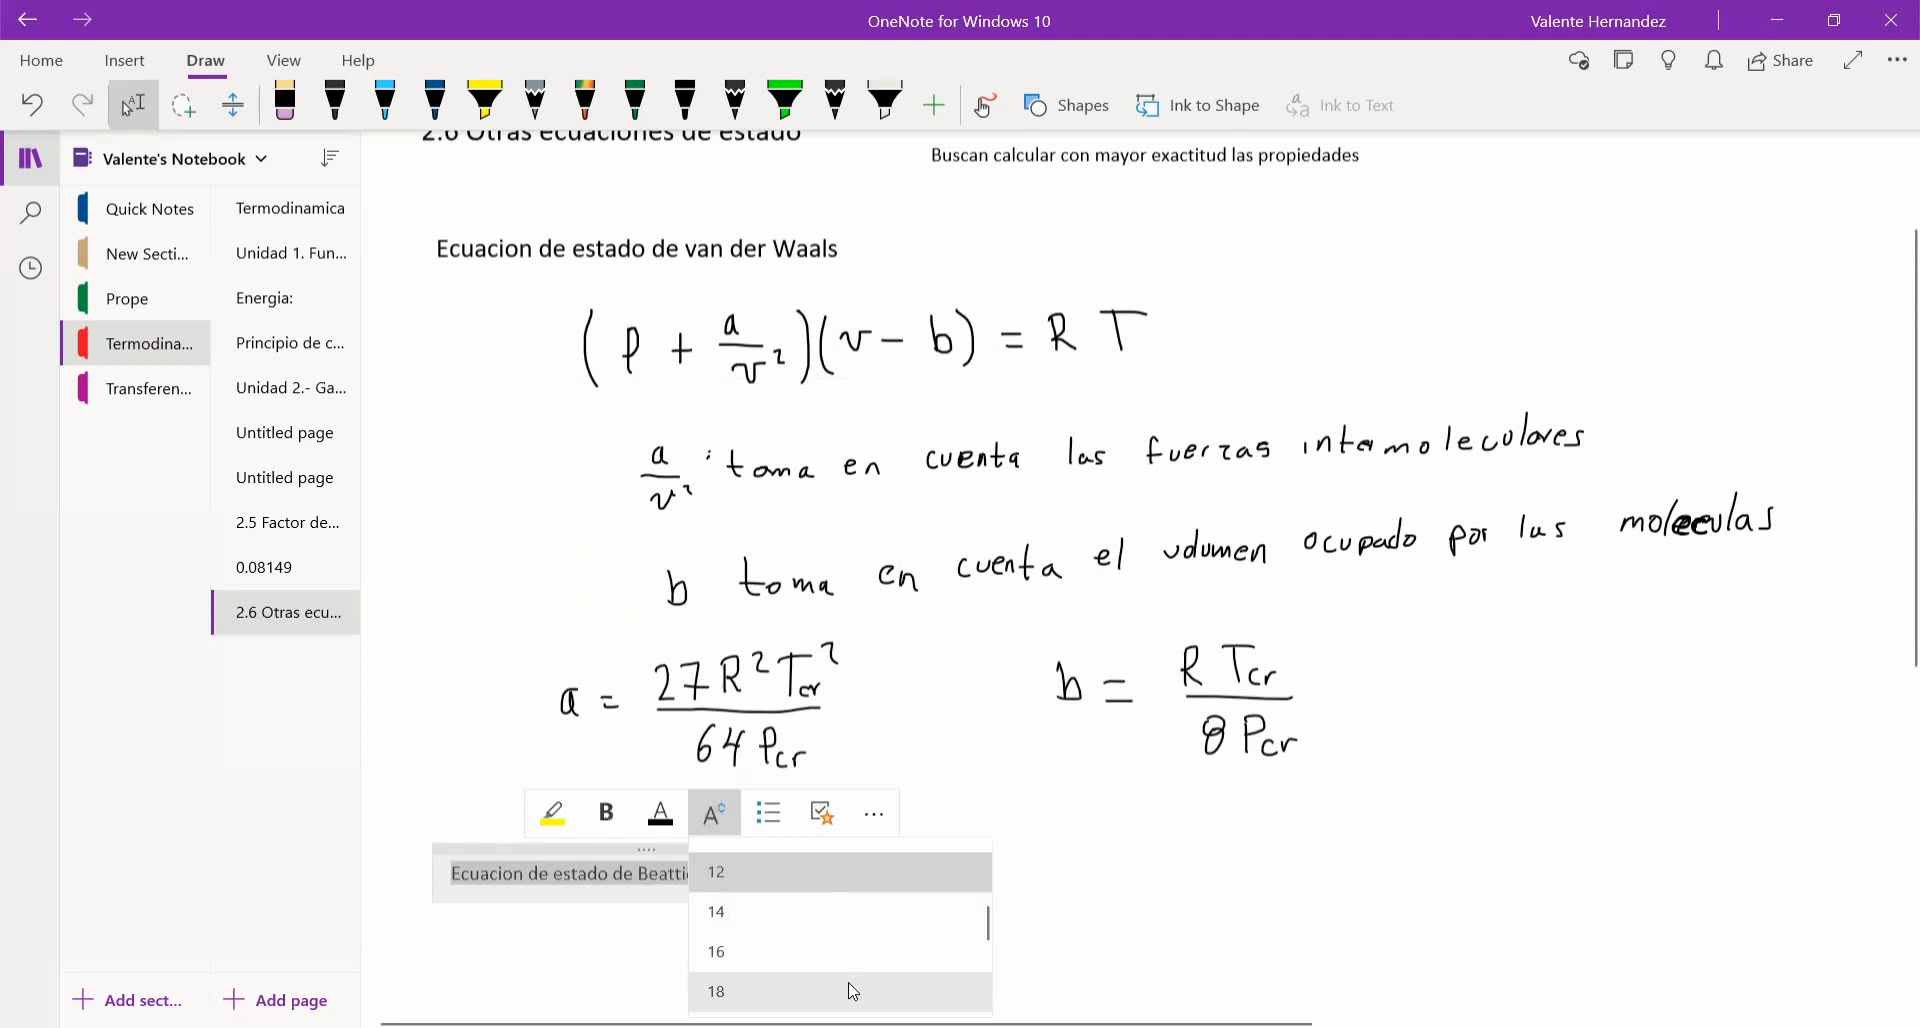 OneNote for Windows 10
Valente Hernandez
Home Insert Draw View Help
Share
Shapes Ink to Shape Ink to Text
Valente's Notebook
Quick Notes
New Secti...
Prope
Termodina...
Transferen...
Add sect...
Termodinamica
Unidad 1. Fun...
Energia:
Principio de c...
Unidad 2.- Ga...
Untitled page
Untitled page
2.5 Factor de...
0.08149
2.6 Otras ecu...
Add page
2.6 Otras ecuaciones de estado
Buscan calcular con mayor exactitud las propiedades
Ecuacion de estado de van der Waals
(P + a/v²)(v - b) = R T
a/v² : toma en cuenta las fuerzas intermoleculares
b toma en cuenta el volumen ocupado por las moleculas
a = 27 R² Tcr² / 64 Pcr
b = R Tcr / 8 Pcr
B A A
Ecuacion de estado de Beatti
12
14
16
18